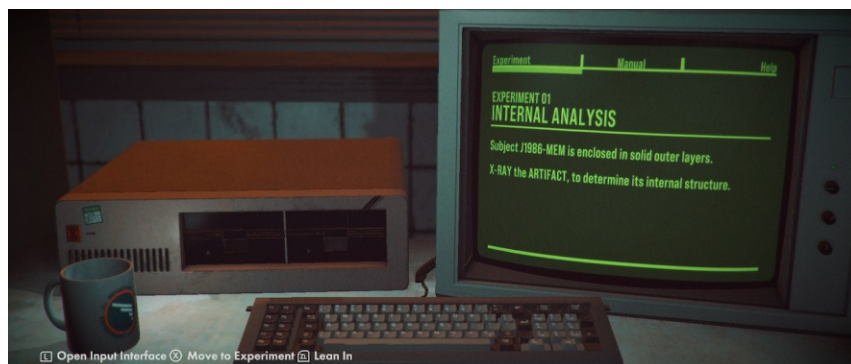 Experiment
Manual
Help
EXPERIMENT 01
INTERNAL ANALYSIS
Subject J1986-MEM is enclosed in solid outer layers.
X-RAY the ARTIFACT, to determine its internal structure.
L Open Input Interface X Move to Experiment ZL Lean In